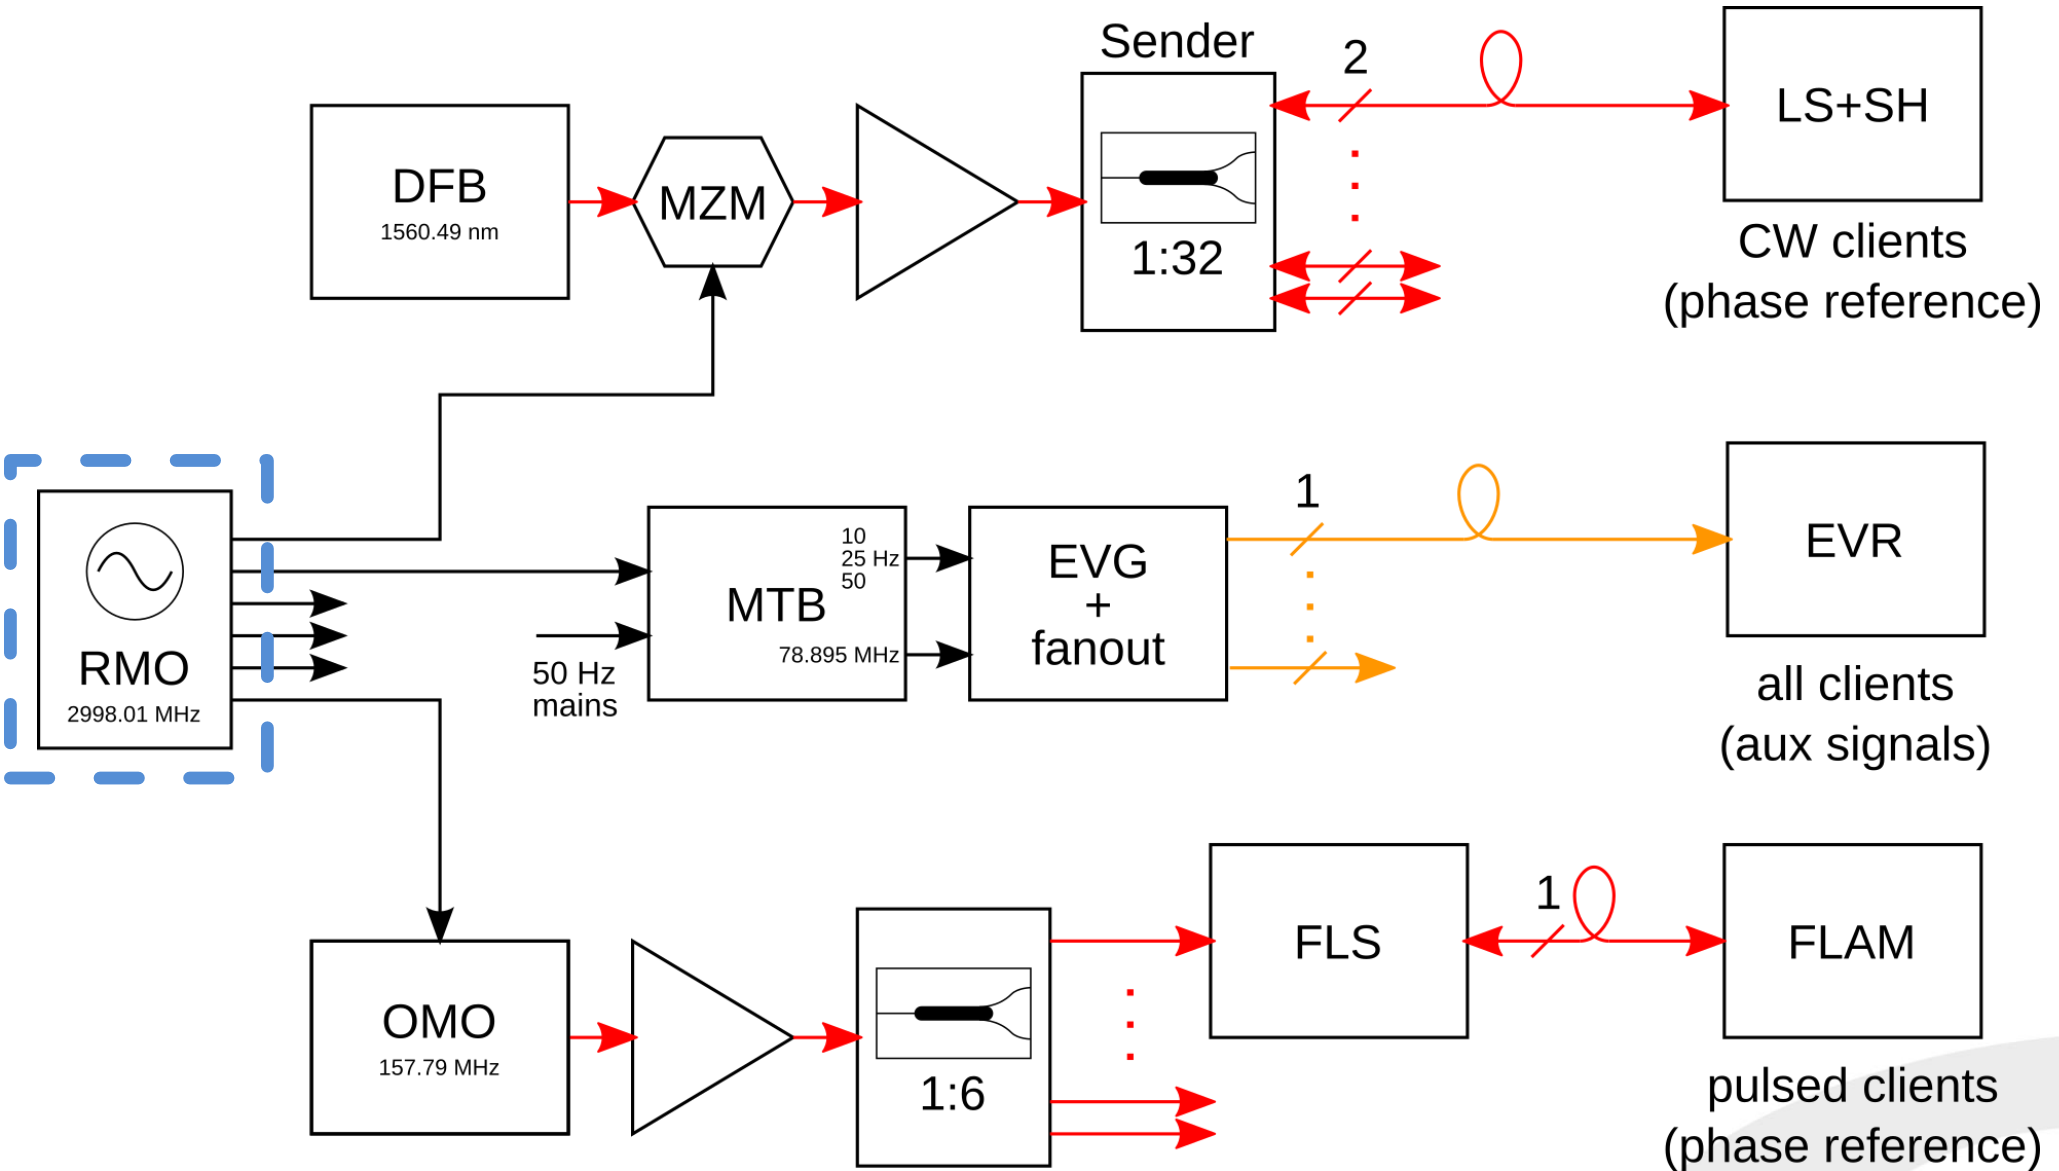 Sender
2
DFB
1560.49 nm
MZM
1:32
LS+SH
CW clients
(phase reference)
RMO
2998.01 MHz
50 Hz
mains
MTB
10
25 Hz
50
78.895 MHz
EVG
+
fanout
1
EVR
all clients
(aux signals)
OMO
157.79 MHz
1:6
FLS
1
FLAM
pulsed clients
(phase reference)